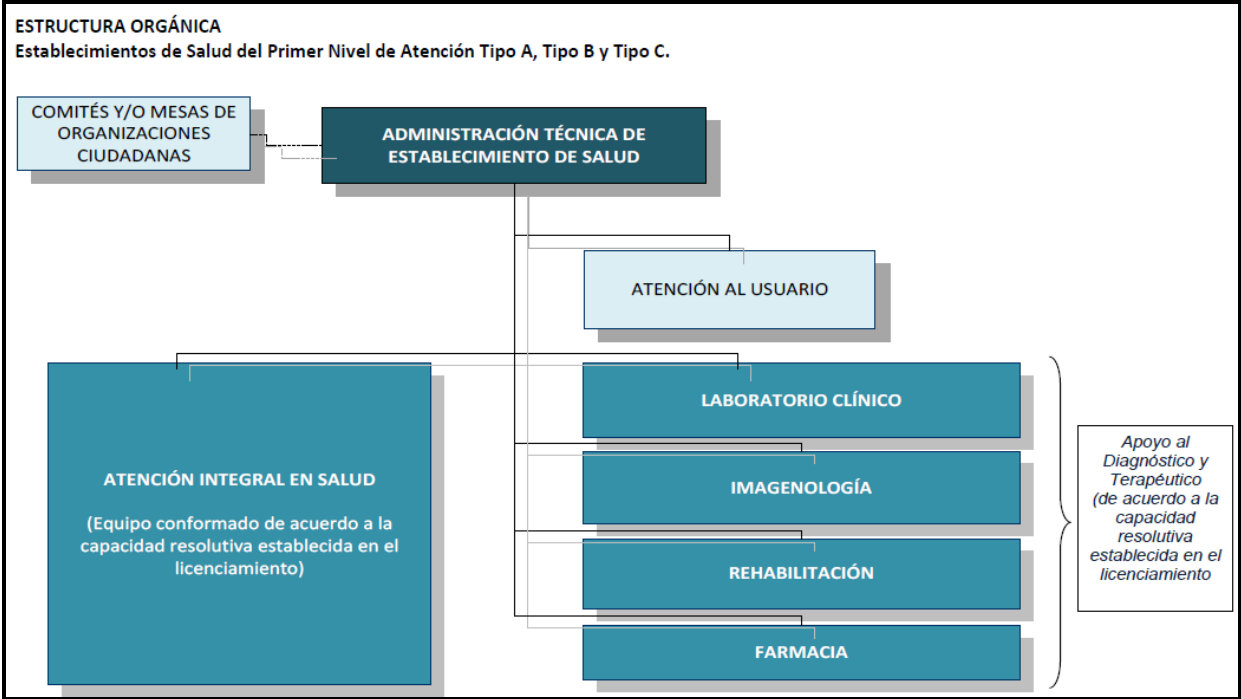 ESTRUCTURA ORGÁNICA
Establecimientos de Salud del Primer Nivel de Atención Tipo A, Tipo B y Tipo C.
COMITÉS Y/O MESAS DE
ORGANIZACIONES
CIUDADANAS
ADMINISTRACIÓN TÉCNICA DE
ESTABLECIMIENTO DE SALUD
ATENCIÓN AL USUARIO
ATENCIÓN INTEGRAL EN SALUD
(Equipo conformado de acuerdo a la
capacidad resolutiva establecida en el
licenciamiento)
LABORATORIO CLÍNICO
IMAGENOLOGÍA
REHABILITACIÓN
FARMACIA
Apoyo al
Diagnóstico y
Terapéutico
(de acuerdo a la
capacidad
resolutiva
establecida en el
licenciamiento